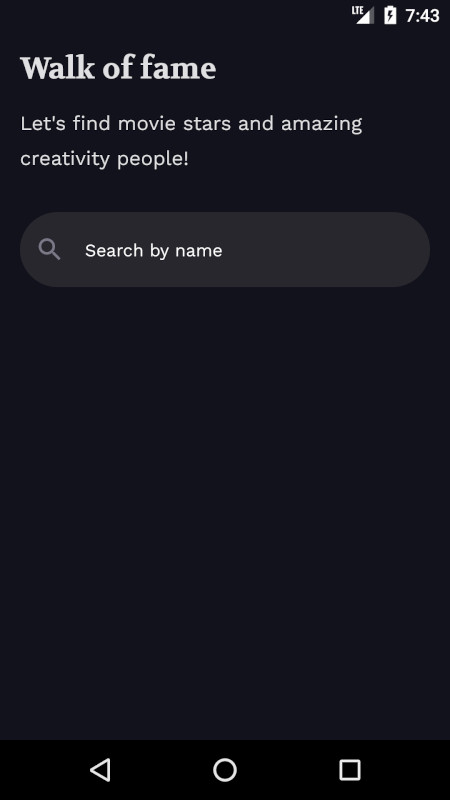 LTE 7:43
Walk of fame
Let's find movie stars and amazing
creativity people!
Search by name